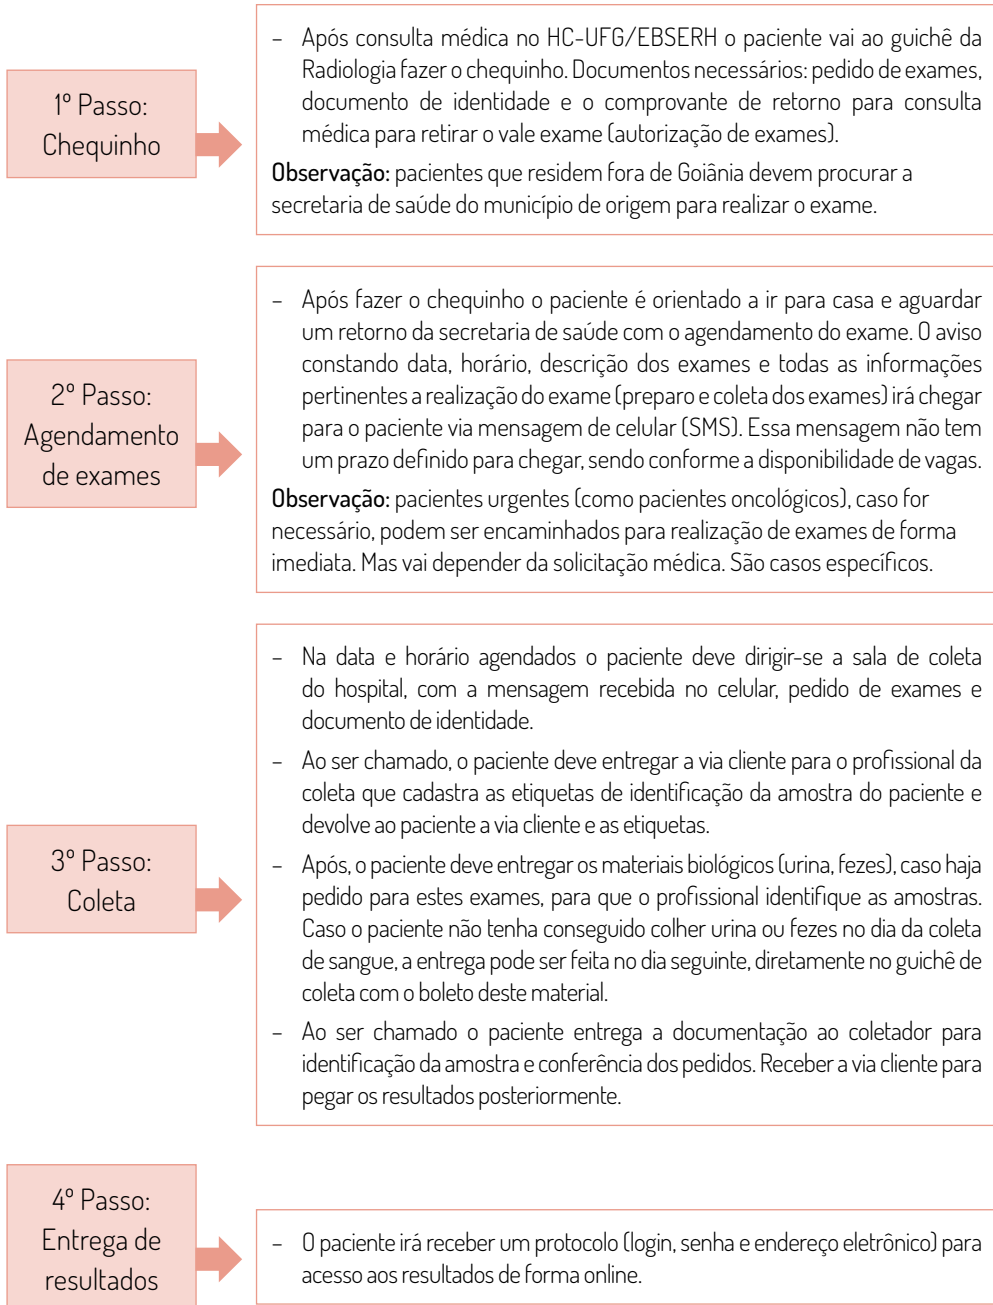 1º Passo:
Chequinho
– Após consulta médica no HC-UFG/EBSERH o paciente vai ao guichê da
Radiologia fazer o chequinho. Documentos necessários: pedido de exames,
documento de identidade e o comprovante de retorno para consulta
médica para retirar o vale exame (autorização de exames).
Observação: pacientes que residem fora de Goiânia devem procurar a
secretaria de saúde do município de origem para realizar o exame.
2º Passo:
Agendamento
de exames
– Após fazer o chequinho o paciente é orientado a ir para casa e aguardar
um retorno da secretaria de saúde com o agendamento do exame. O aviso
constando data, horário, descrição dos exames e todas as informações
pertinentes a realização do exame (preparo e coleta dos exames) irá chegar
para o paciente via mensagem de celular (SMS). Essa mensagem não tem
um prazo definido para chegar, sendo conforme a disponibilidade de vagas.
Observação: pacientes urgentes (como pacientes oncológicos), caso for
necessário, podem ser encaminhados para realização de exames de forma
imediata. Mas vai depender da solicitação médica. São casos específicos.
3º Passo:
Coleta
– Na data e horário agendados o paciente deve dirigir-se a sala de coleta
do hospital, com a mensagem recebida no celular, pedido de exames e
documento de identidade.
– Ao ser chamado, o paciente deve entregar a via cliente para o profissional da
coleta que cadastra as etiquetas de identificação da amostra do paciente e
devolve ao paciente a via cliente e as etiquetas.
– Após, o paciente deve entregar os materiais biológicos (urina, fezes), caso haja
pedido para estes exames, para que o profissional identifique as amostras.
Caso o paciente não tenha conseguido colher urina ou fezes no dia da coleta
de sangue, a entrega pode ser feita no dia seguinte, diretamente no guichê de
coleta com o boleto deste material.
– Ao ser chamado o paciente entrega a documentação ao coletador para
identificação da amostra e conferência dos pedidos. Receber a via cliente para
pegar os resultados posteriormente.
4º Passo:
Entrega de
resultados
– O paciente irá receber um protocolo (login, senha e endereço eletrônico) para
acesso aos resultados de forma online.